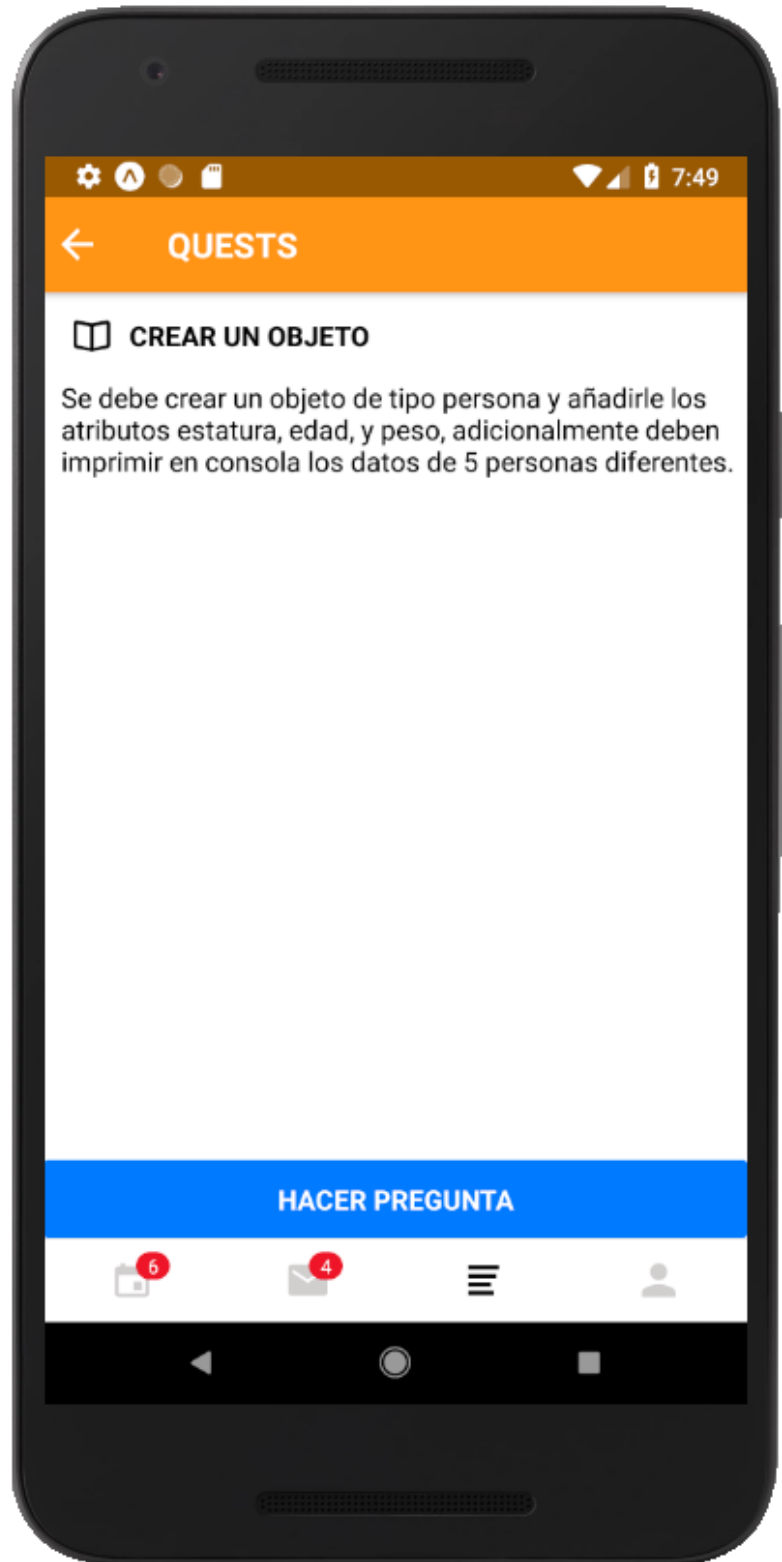 7:49
QUESTS
CREAR UN OBJETO
Se debe crear un objeto de tipo persona y añadirle los
atributos estatura, edad, y peso, adicionalmente deben
imprimir en consola los datos de 5 personas diferentes.
HACER PREGUNTA
6
4